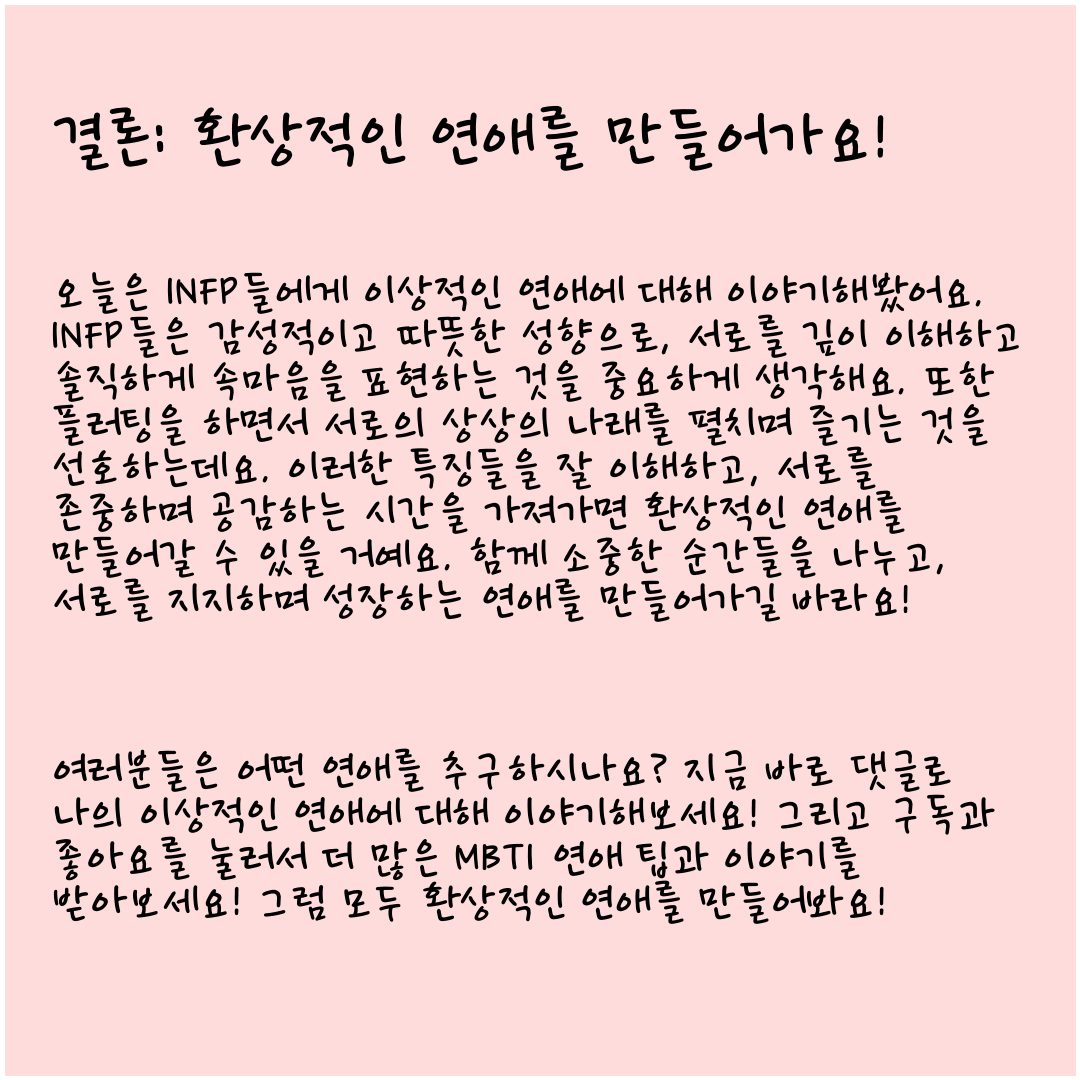 결론: 환상적인 연애를 만들어가요!
오늘은 INFP들에게 이상적인 연애에 대해 이야기해봤어요.
INFP들은 감성적이고 따뜻한 성향으로, 서로를 깊이 이해하고
솔직하게 속마음을 표현하는 것을 중요하게 생각해요. 또한
플러팅을 하면서 서로의 상상의 나래를 펼치며 즐기는 것을
선호하는데요. 이러한 특징들을 잘 이해하고, 서로를
존중하며 공감하는 시간을 가져가면 환상적인 연애를
만들어갈 수 있을 거예요. 함께 소중한 순간들을 나누고,
서로를 지지하며 성장하는 연애를 만들어가길 바라요!
여러분들은 어떤 연애를 추구하시나요? 지금 바로 댓글로
나의 이상적인 연애에 대해 이야기해보세요! 그리고 구독과
좋아요를 눌러서 더 많은 MBTI 연애 팁과 이야기를
받아보세요! 그럼 모두 환상적인 연애를 만들어봐요!